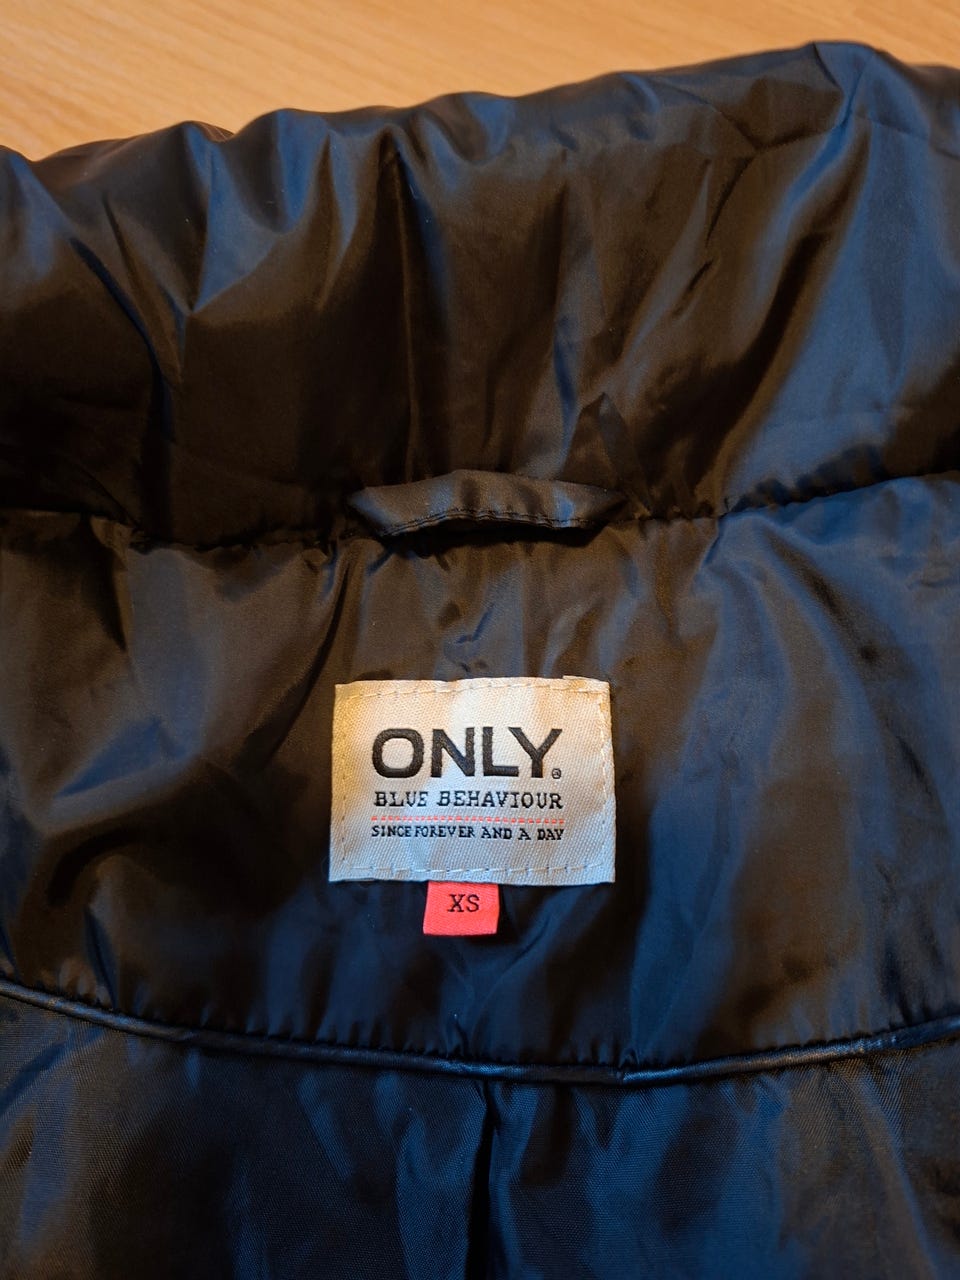 ONLY®
BLUE BEHAVIOUR
SINCE FOREVER AND A DAY
XS